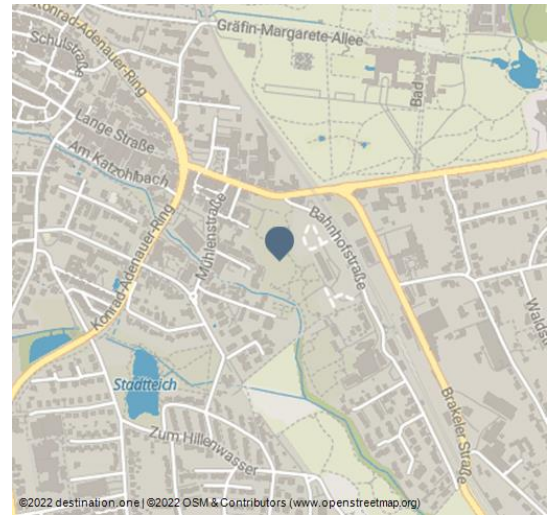 Gräfin-Margarete-Allee
Konrad-Adenauer-Ring
Schulstraße
Bad
Lange Straße
Am Katzohlbach
Mühlenstraße
Bahnhofstraße
Konrad-Adenauer-Ring
Stadtteich
Brakeler Straße
Zum Hillenwasser
©2022 destination.one | ©2022 OSM & Contributors (www.openstreetmap.org)